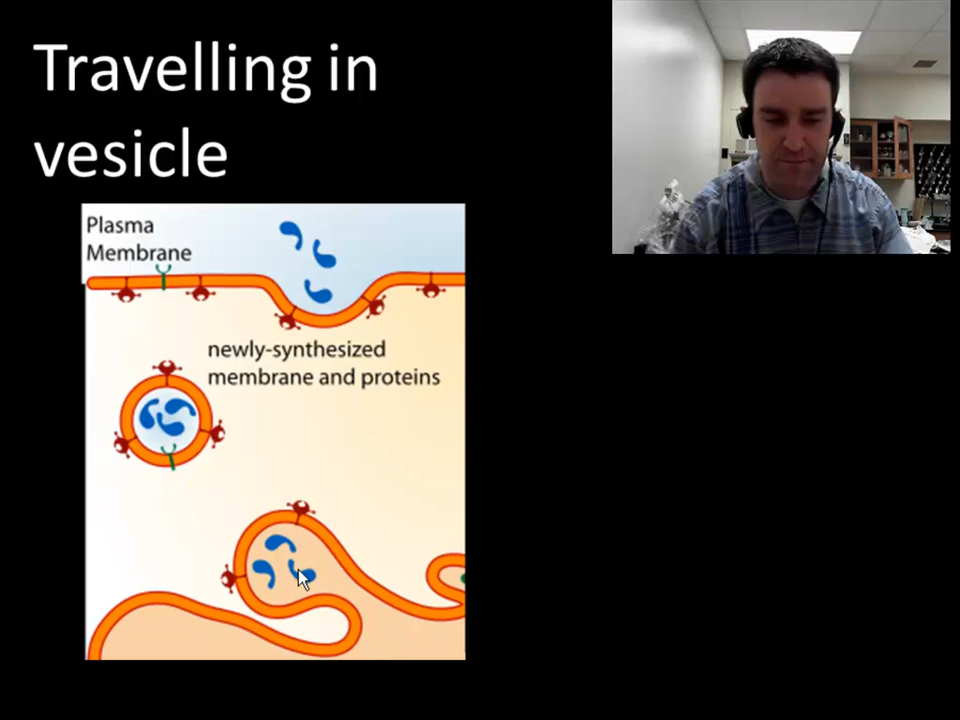 Travelling in
vesicle
Plasma
Membrane
newly-synthesized
membrane and proteins